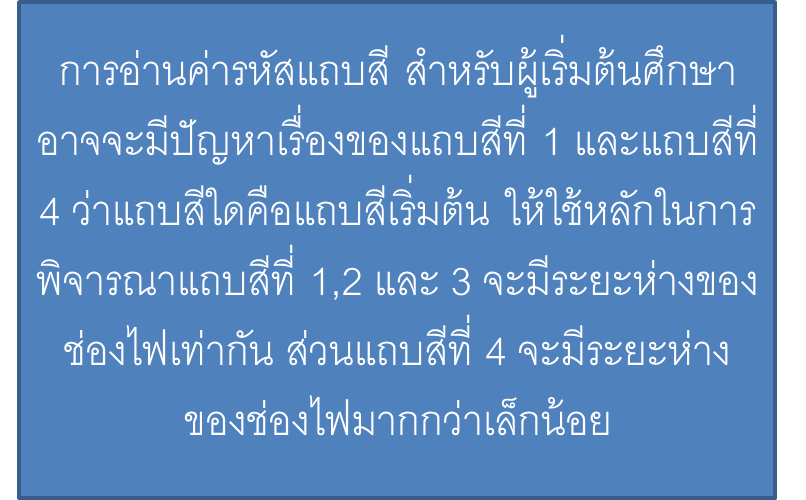 การอ่านค่ารหัสแถบสี สำหรับผู้เริ่มต้นศึกษา
อาจจะมีปัญหาเรื่องของแถบสีที่ 1 และแถบสีที่
4 ว่าแถบสีใดคือแถบสีเริ่มต้น ให้ใช้หลักในการ
พิจารณาแถบสีที่ 1,2 และ 3 จะมีระยะห่างของ
ช่องไฟเท่ากัน ส่วนแถบสีที่ 4 จะมีระยะห่าง
ของช่องไฟมากกว่าเล็กน้อย